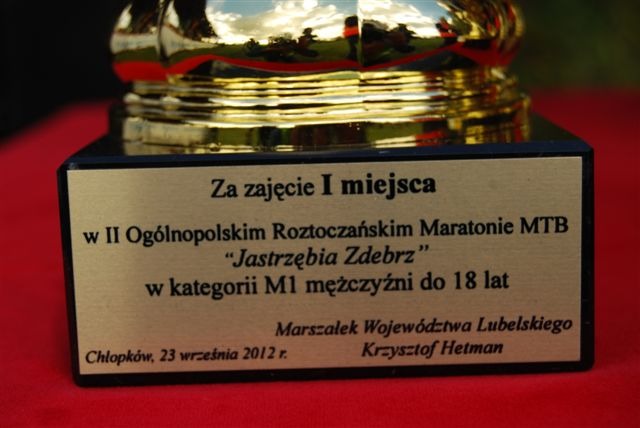 Za zajęcie I miejsca
w II Ogólnopolskim Roztoczańskim Maratonie MTB
“Jastrzębia Zdebrz”
w kategorii M1 mężczyźni do 18 lat
Marszałek Województwa Lubelskiego
Chłopków, 23 września 2012 r. Krzysztof Hetman